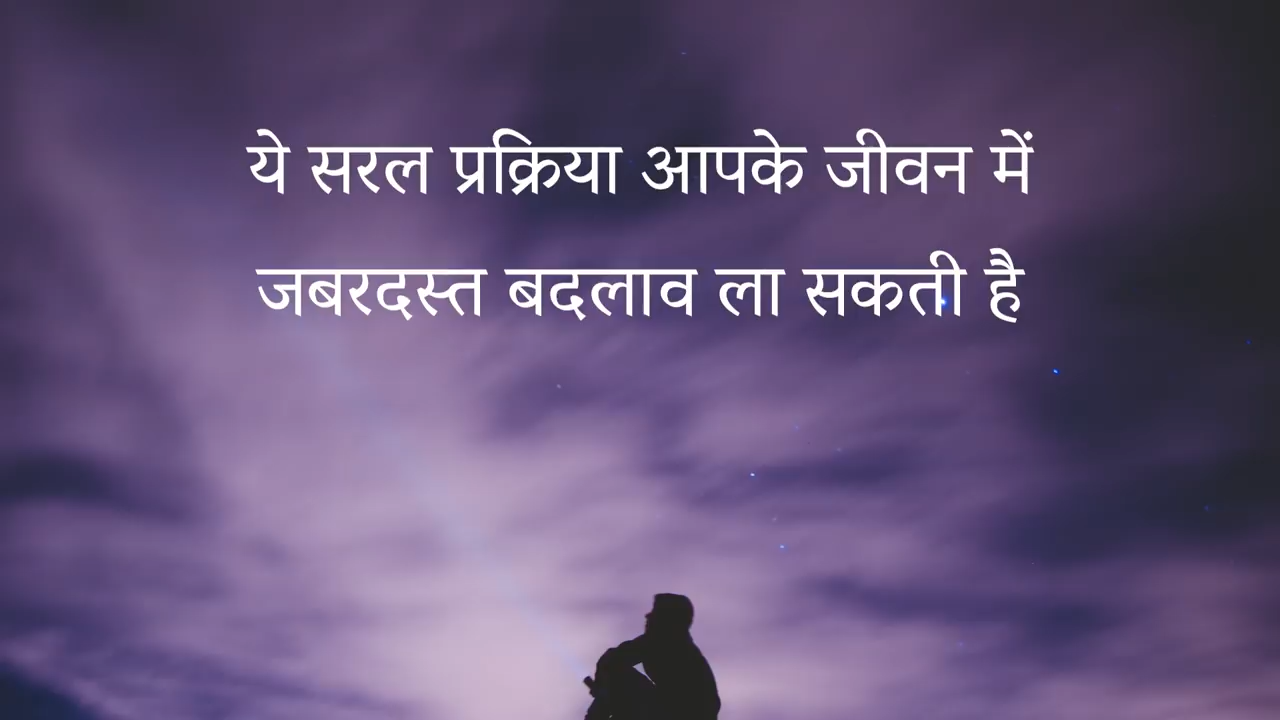 ये सरल प्रक्रिया आपके जीवन में
जबरदस्त बदलाव ला सकती है